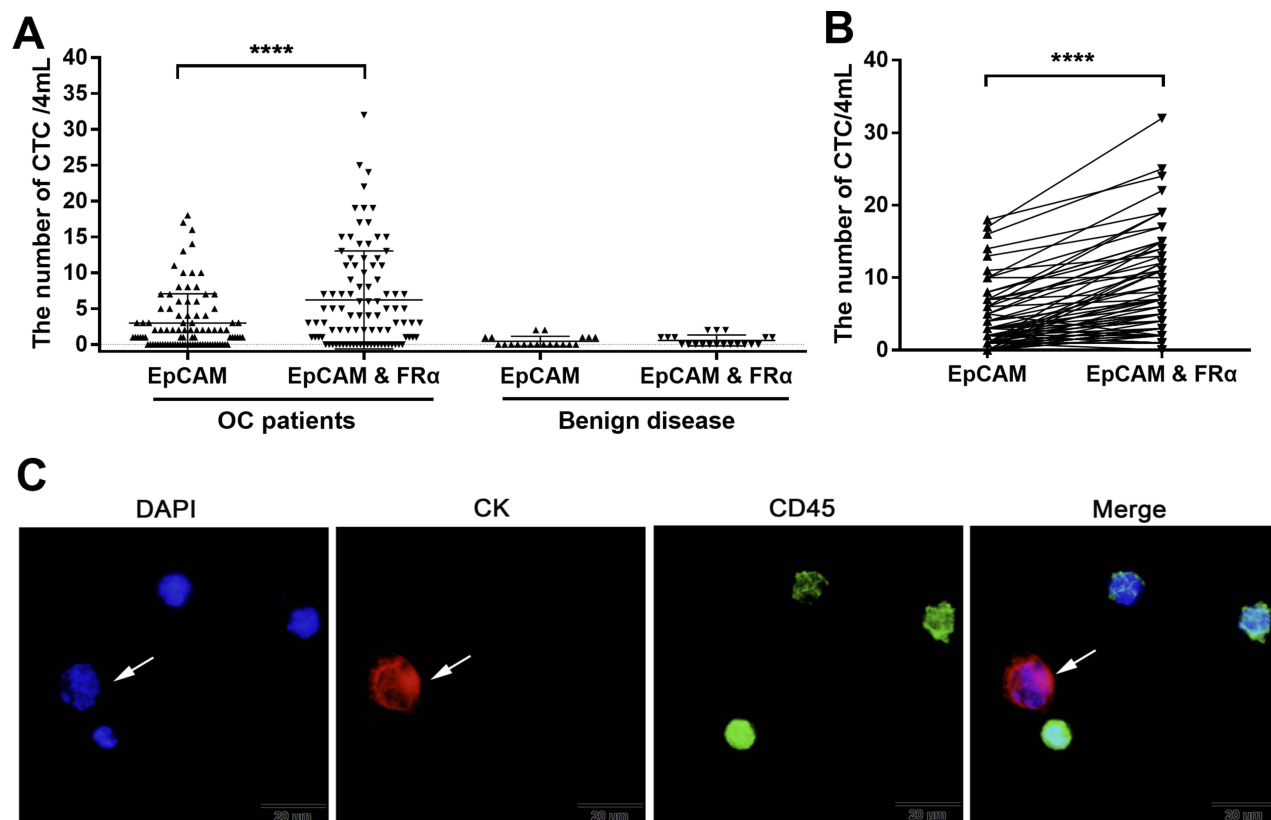 A
The number of CTC /4mL
40
35
30
25
20
15
10
5
0
****
EpCAM
EpCAM & FRα
EpCAM
EpCAM & FRα
OC patients
Benign disease
B
The number of CTC/4mL
40
30
20
10
0
****
EpCAM
EpCAM & FRα
C
DAPI
CK
CD45
Merge
20 µm
20 µm
20 µm
20 µm